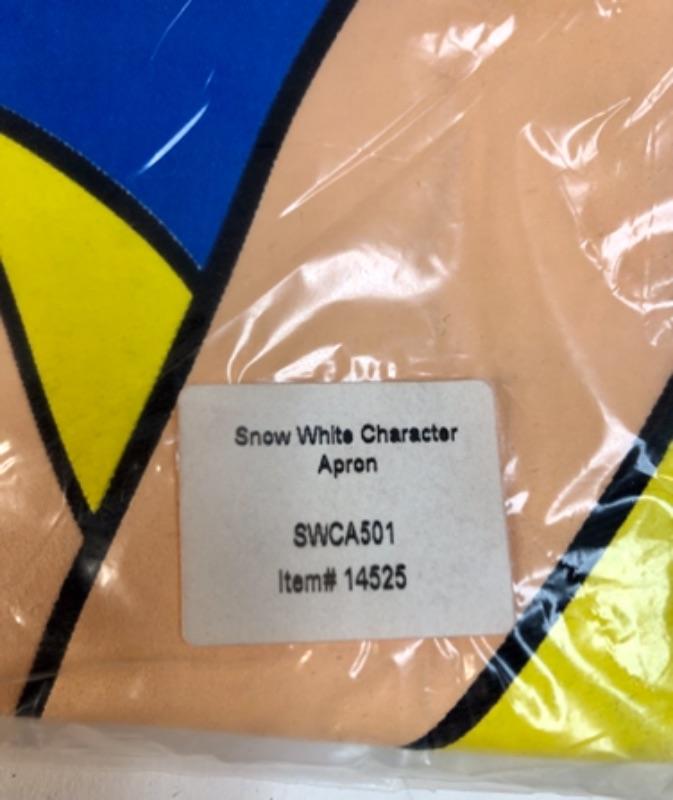 Snow White Character
Apron
SWCA501
Item# 14525